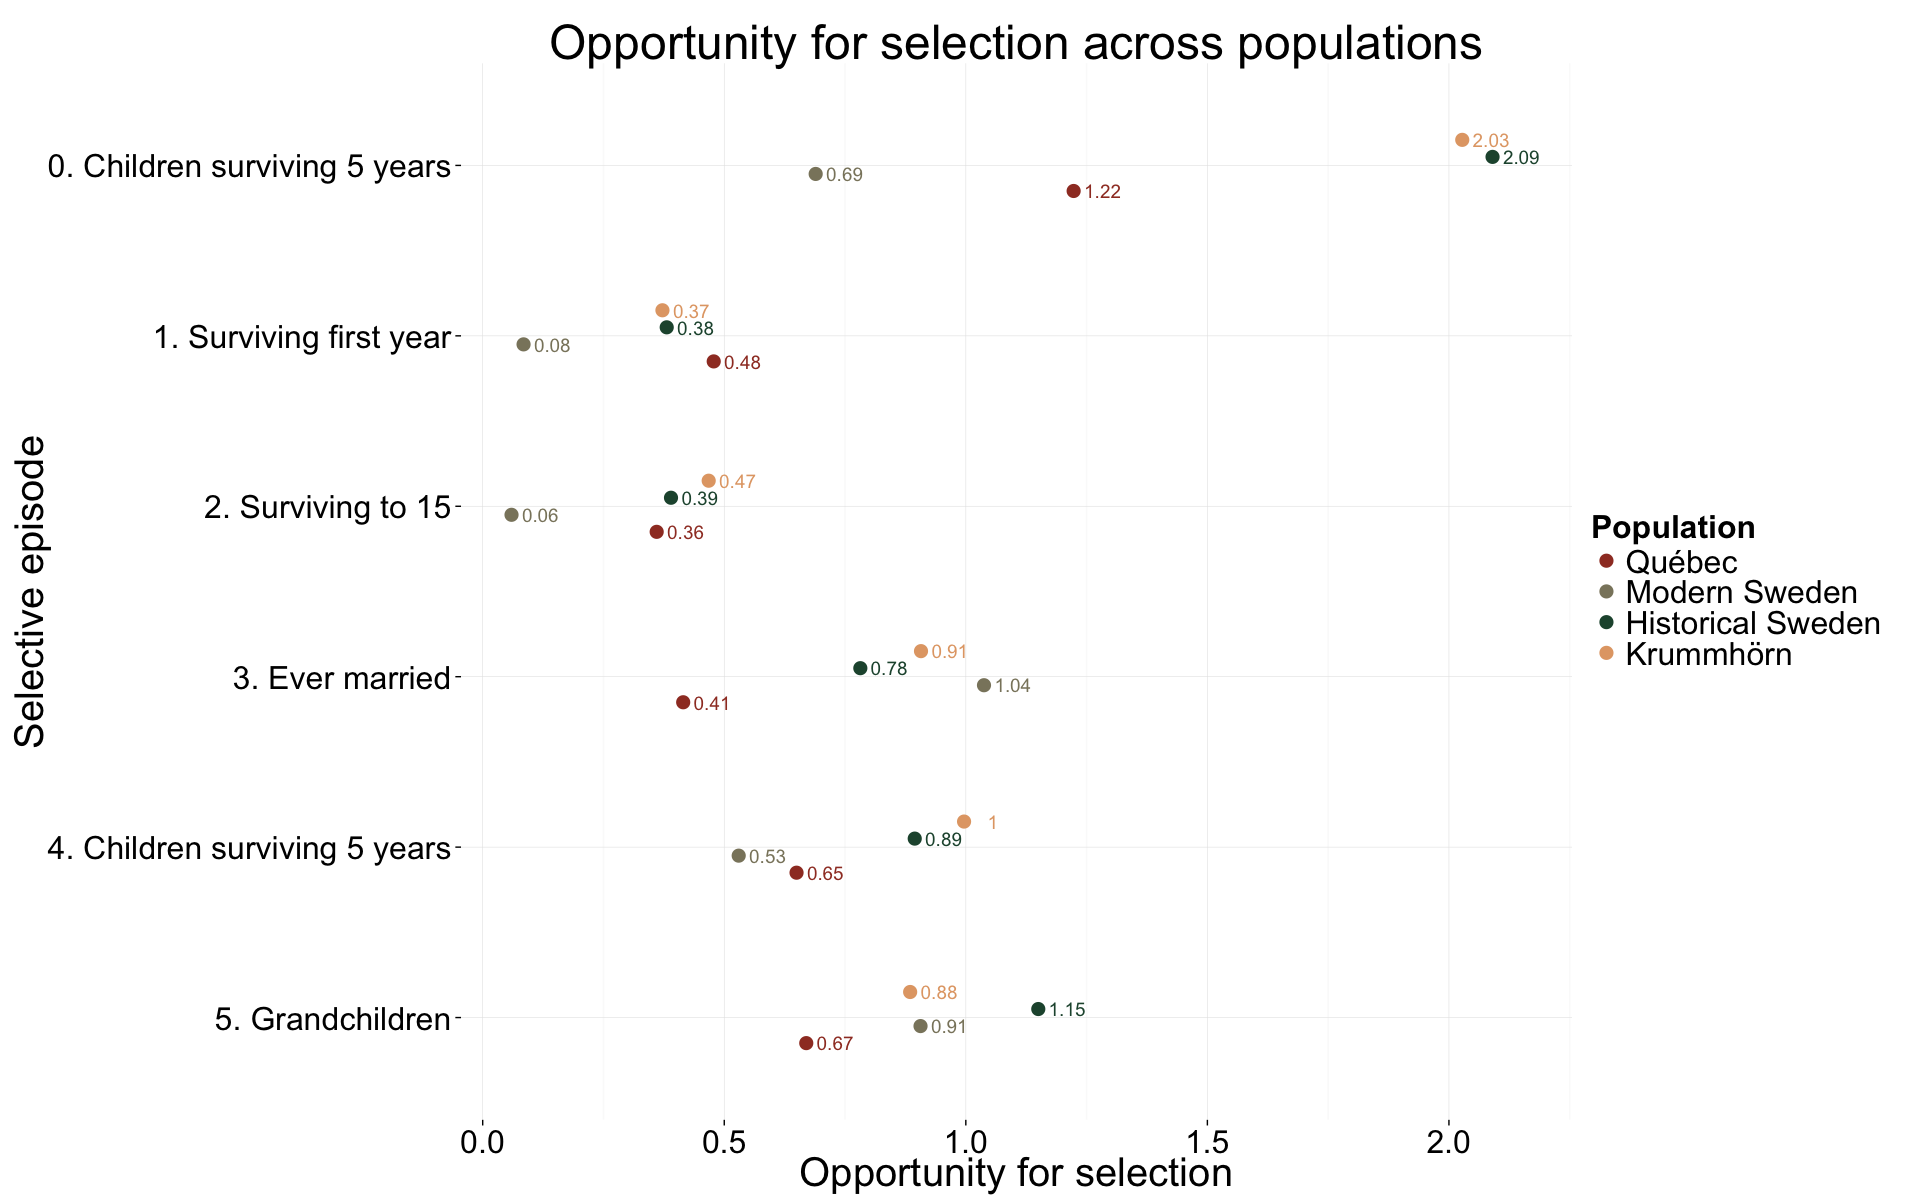 Opportunity for selection across populations
0. Children surviving 5 years
2.03
2.09
0.69
1.22
1. Surviving first year
0.37
0.38
0.08
0.48
2. Surviving to 15
0.47
0.39
0.06
0.36
3. Ever married
0.91
0.78
1.04
0.41
4. Children surviving 5 years
1
0.89
0.53
0.65
5. Grandchildren
0.88
1.15
0.91
0.67
Selective episode
0.0 0.5 1.0 1.5 2.0
Opportunity for selection
Population
Québec
Modern Sweden
Historical Sweden
Krummhörn